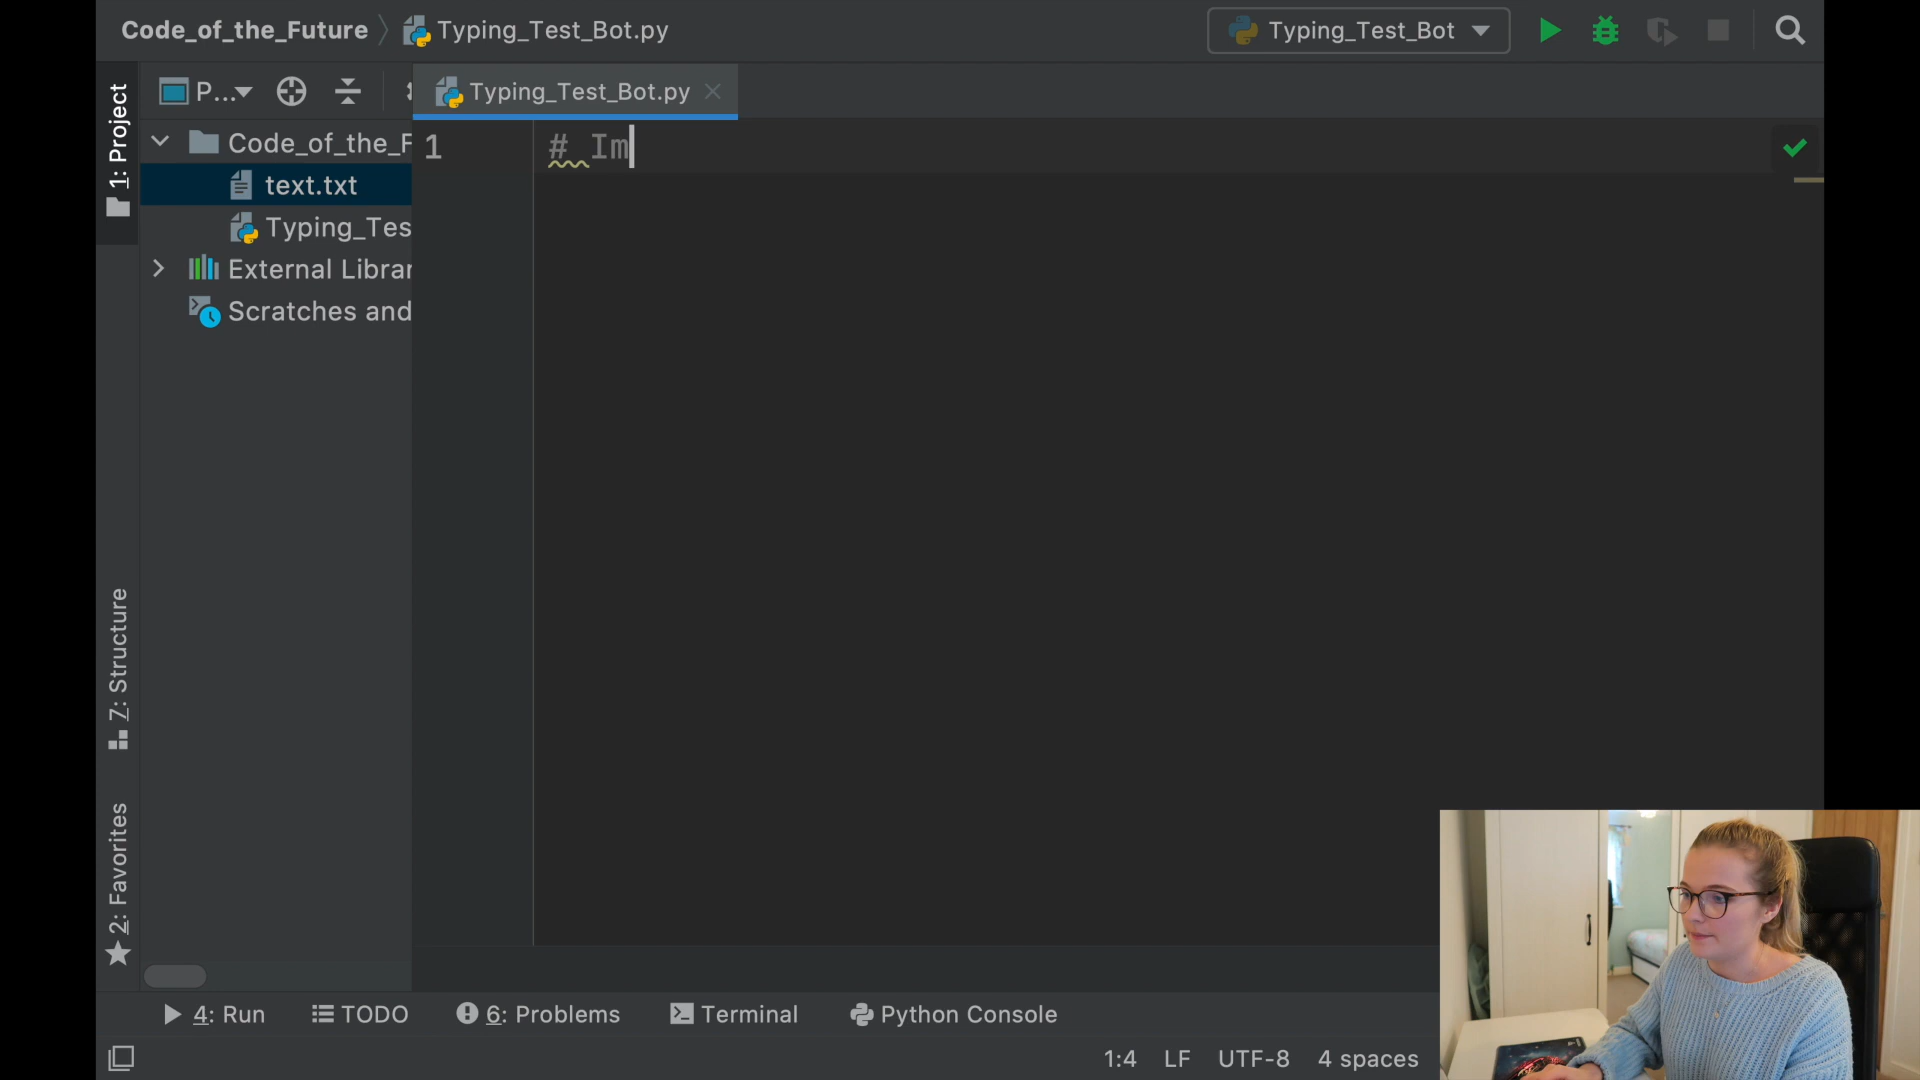 Code_of_the_Future
Typing_Test_Bot.py
Typing_Test_Bot
1: Project
P...
Typing_Test_Bot.py
Code_of_the_F
text.txt
Typing_Tes
External Librar
Scratches and
1
# Im
7: Structure
2: Favorites
4: Run
TODO
6: Problems
Terminal
Python Console
1:4
LF
UTF-8
4 spaces